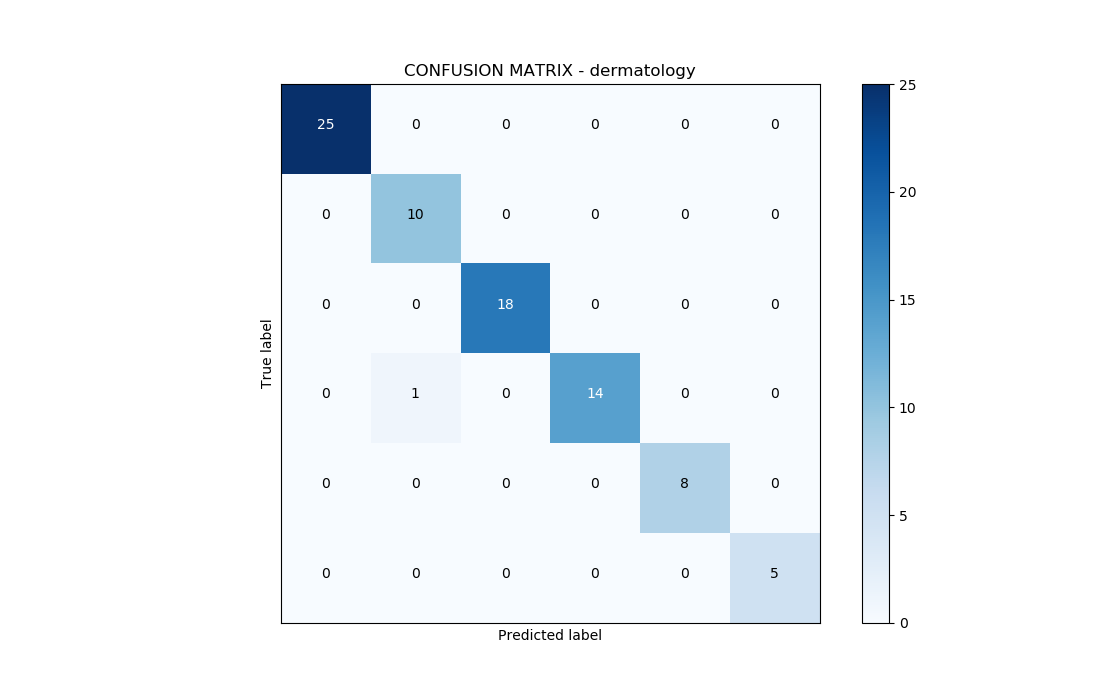 CONFUSION MATRIX - dermatology
25 0 0 0 0 0
0 10 0 0 0 0
0 0 18 0 0 0
0 1 0 14 0 0
0 0 0 0 8 0
0 0 0 0 0 5
True label
Predicted label
25
20
15
10
5
0